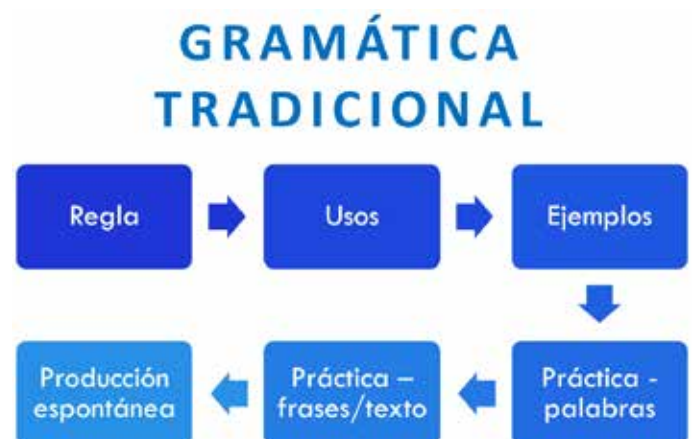 GRAMÁTICA
TRADICIONAL
Regla
Usos
Ejemplos
Práctica -
palabras
Práctica –
frases/texto
Producción
espontánea